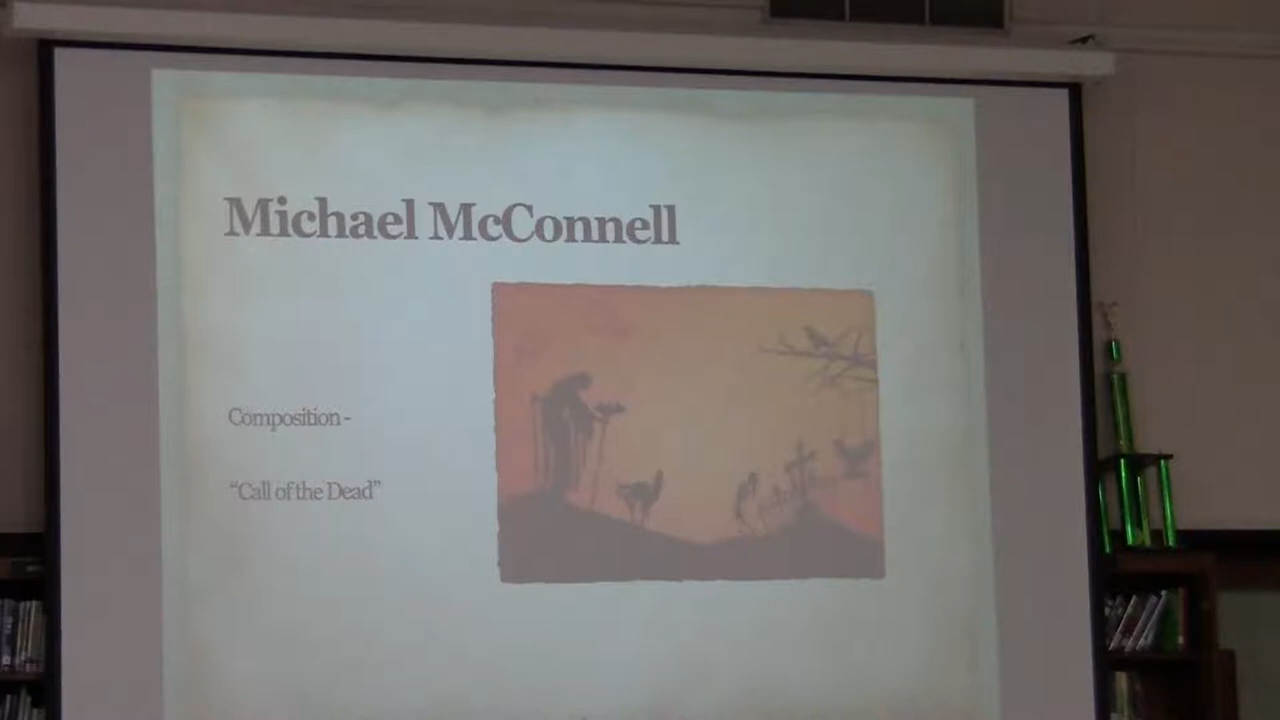 Michael McConnell
Composition -
“Call of the Dead”